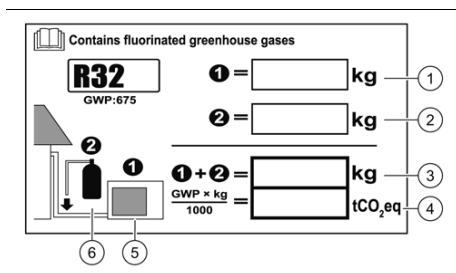 Contains fluorinated greenhouse gases
R32
GWP:675
❶= kg ①
❷= kg ②
❶+❷= kg ③
GWP × kg
1000
= tCO₂eq ④
❷
❶
⑥ ⑤